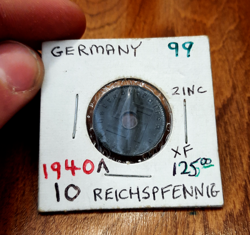 GERMANY 99
ZINC
XF
1940A 125.00
10 REICHSPFENNIG